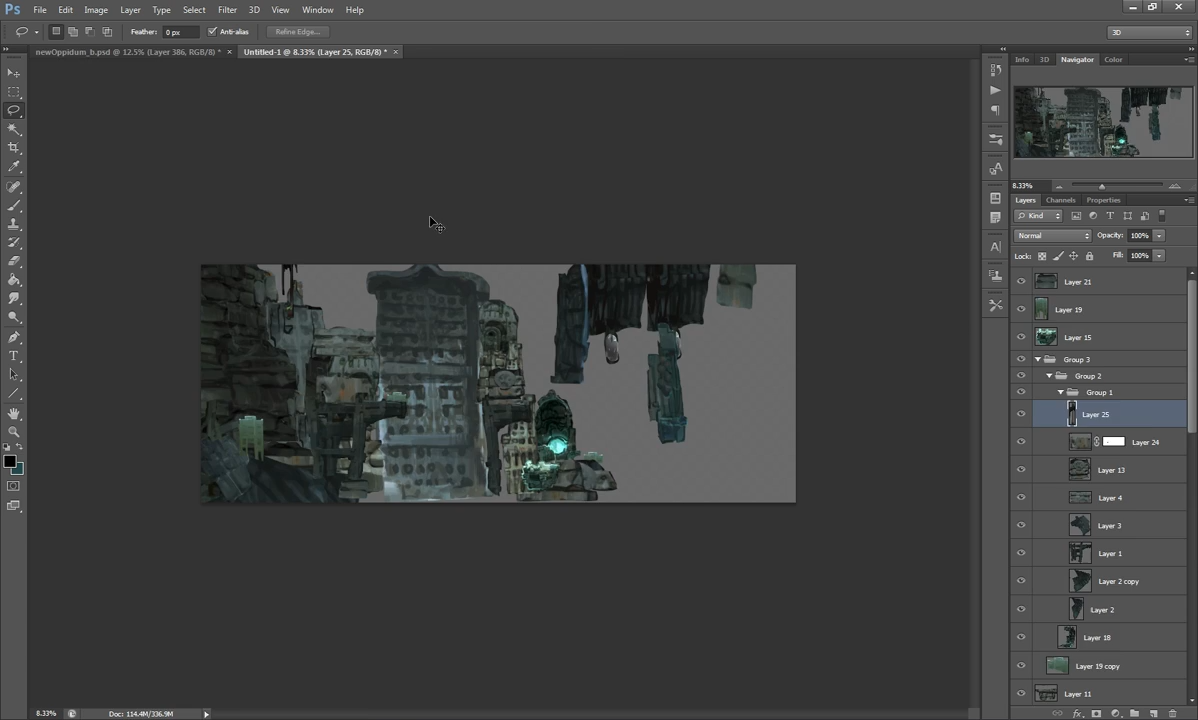 Ps File Edit Image Layer Type Select Filter 3D View Window Help
Feather: 0 px Anti-alias Refine Edge... 3D
newOppidum_b.psd @ 12.5% (Layer 386, RGB/8) * × Untitled-1 @ 8.33% (Layer 25, RGB/8) * ×
Info 3D Navigator Color
8.33%
Layers Channels Properties
Kind
Normal Opacity: 100%
Lock: Fill: 100%
Layer 21
Layer 19
Layer 15
Group 3
Group 2
Group 1
Layer 25
Layer 24
Layer 13
Layer 4
Layer 3
Layer 1
Layer 2 copy
Layer 2
Layer 18
Layer 19 copy
Layer 11
8.33% Doc: 114.4M/336.9M